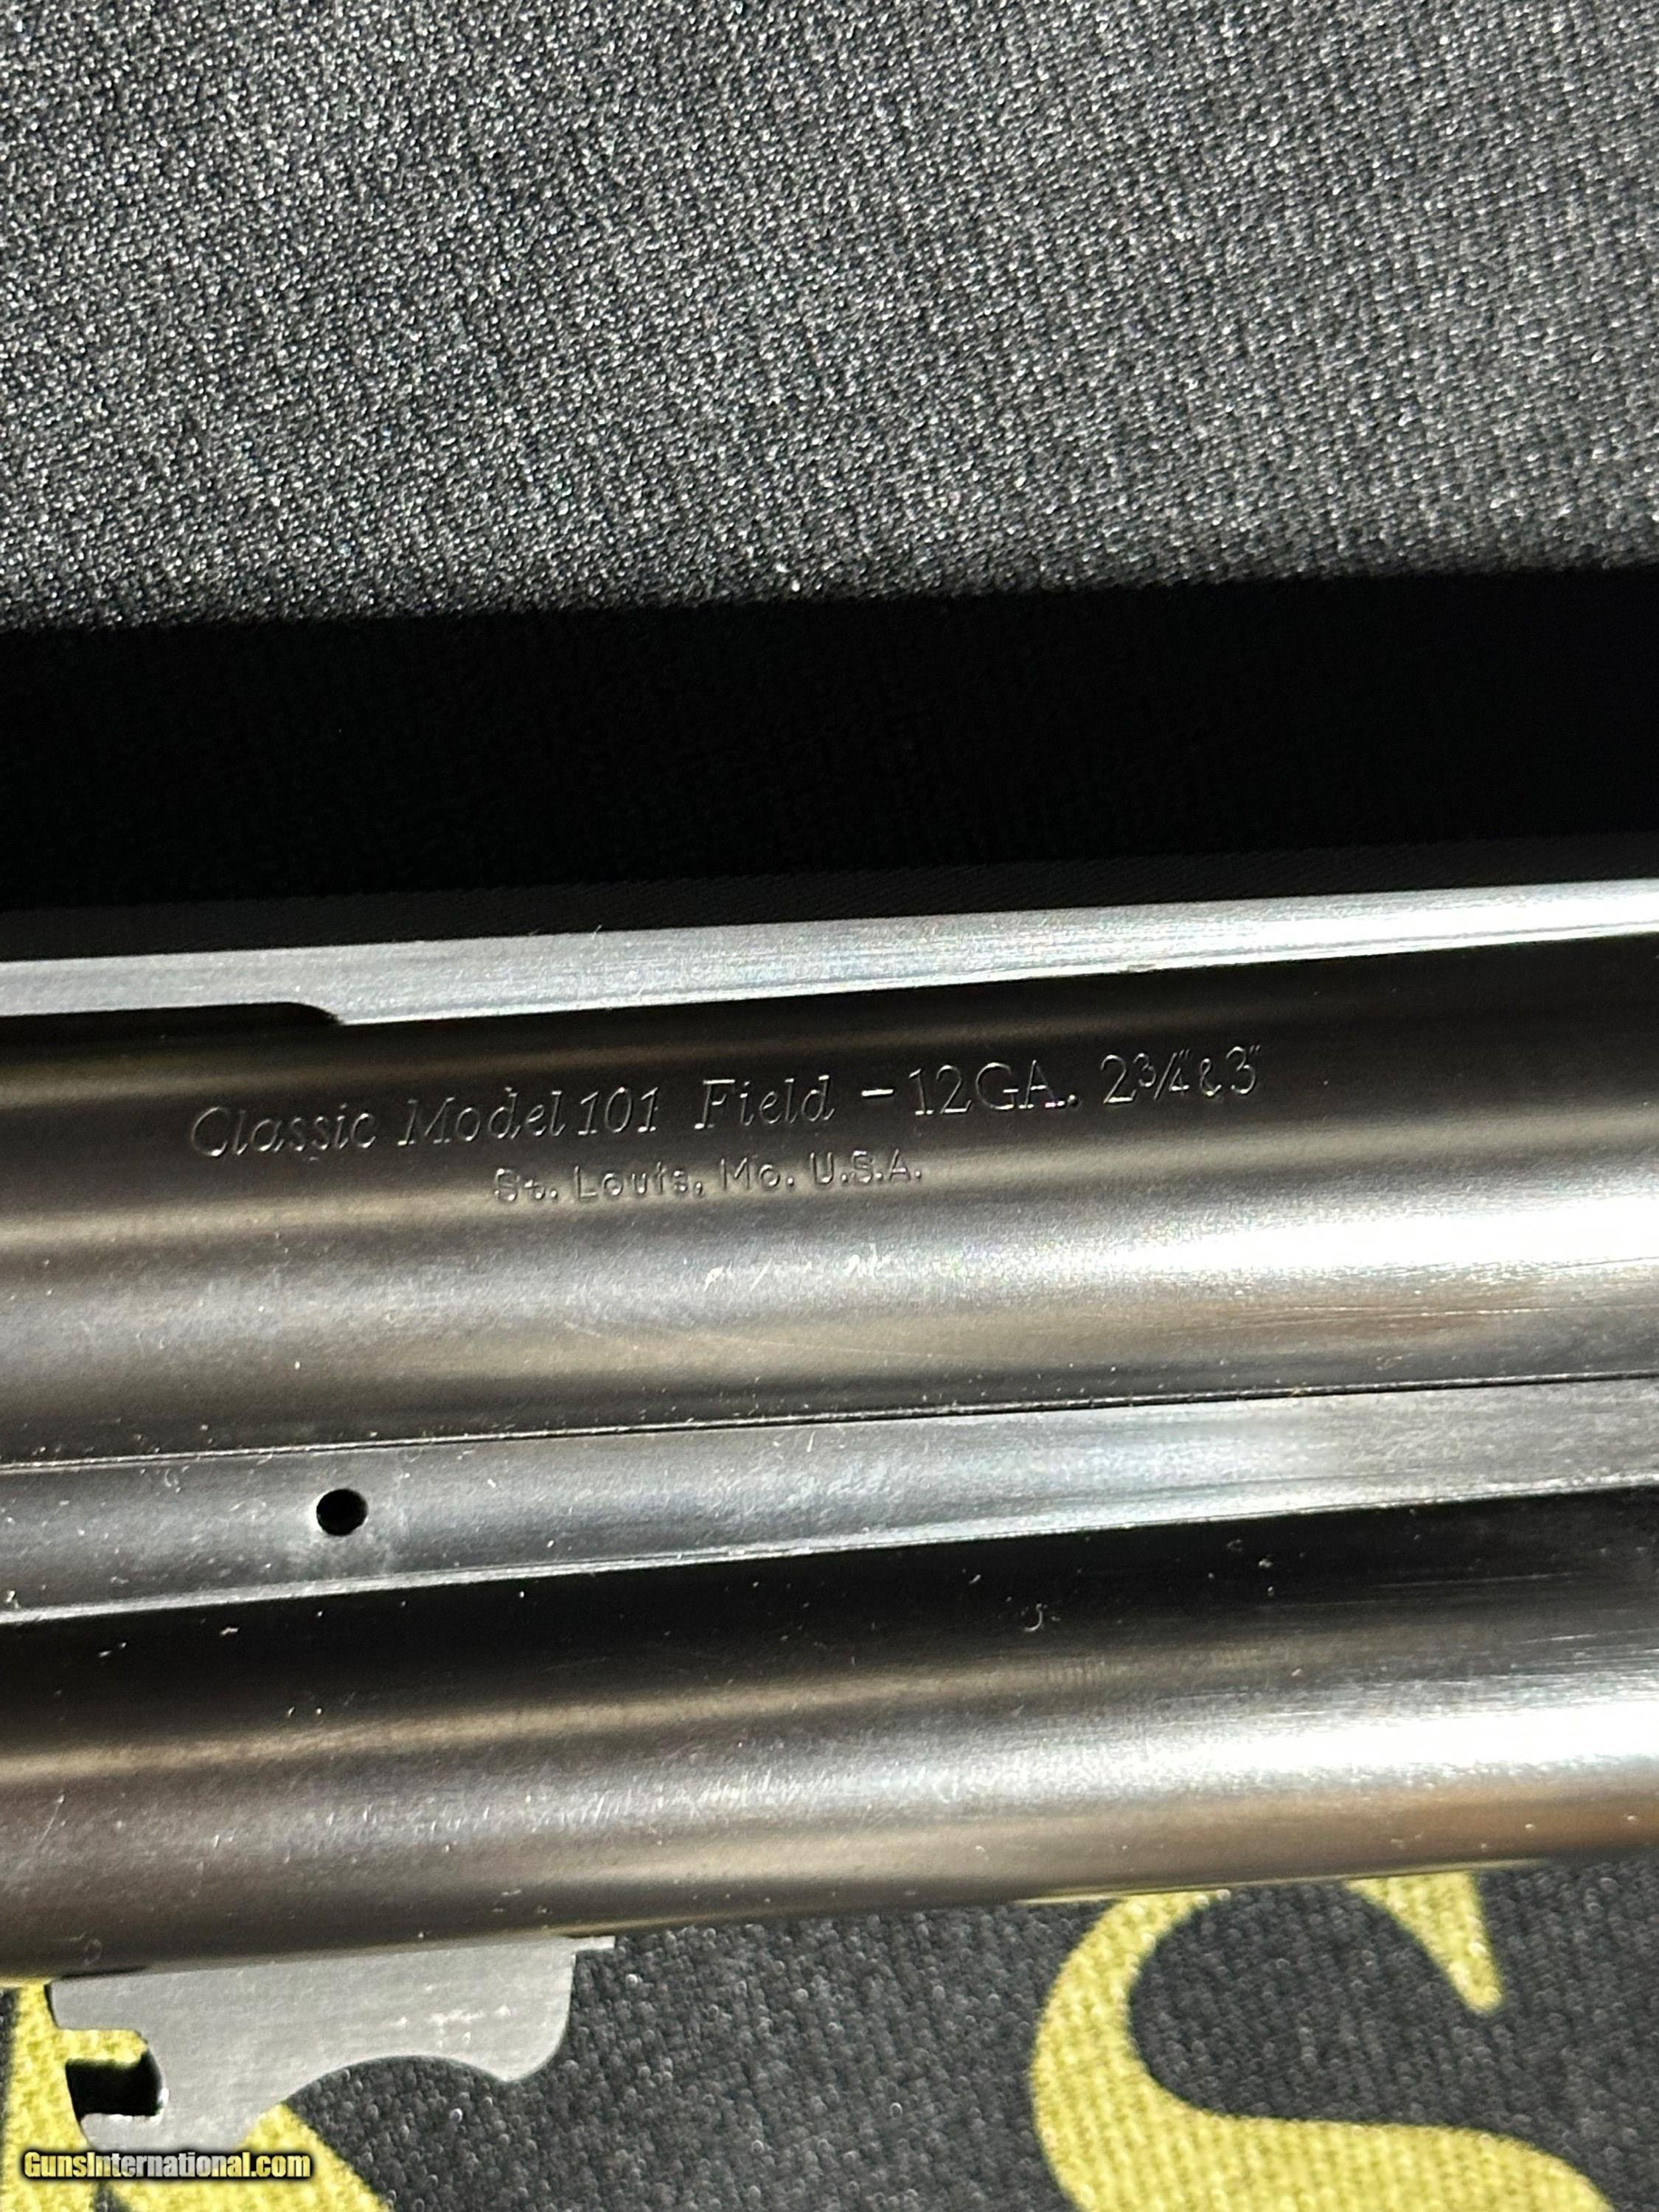 Classic Model 101 Field - 12GA. 2¾" & 3"
St. Louis, Mo. U.S.A.
S
GunsInternational.com